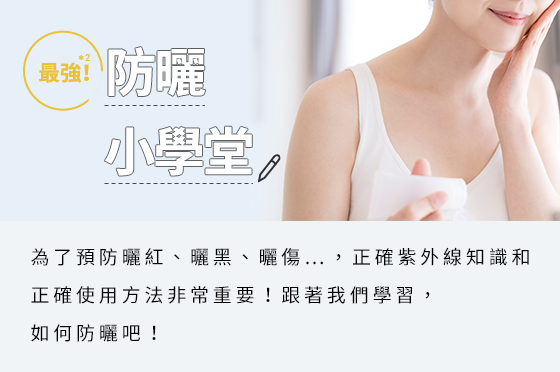 最強！*2
防曬
小學堂
為了預防曬紅、曬黑、曬傷...，正確紫外線知識和
正確使用方法非常重要！跟著我們學習，
如何防曬吧！